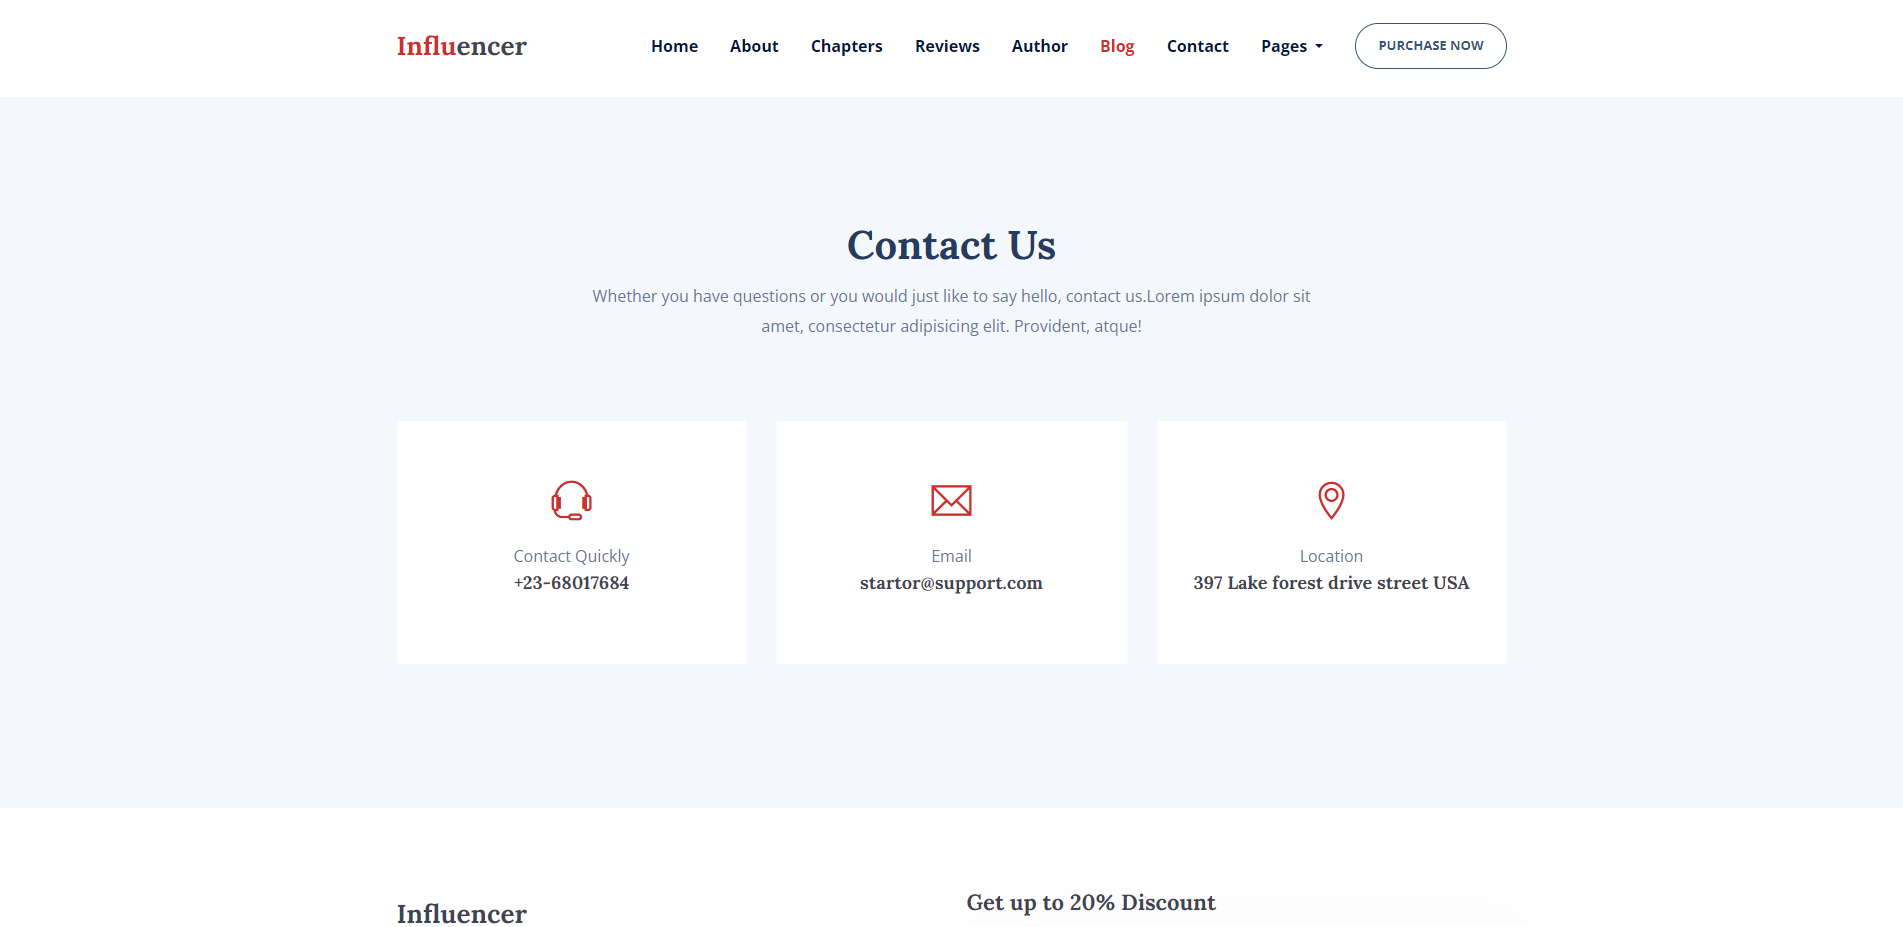 Influencer Home About Chapters Reviews Author Blog Contact Pages PURCHASE NOW
Contact Us
Whether you have questions or you would just like to say hello, contact us.Lorem ipsum dolor sit
amet, consectetur adipisicing elit. Provident, atque!
Contact Quickly
+23-68017684
Email
startor@support.com
Location
397 Lake forest drive street USA
Influencer
Get up to 20% Discount